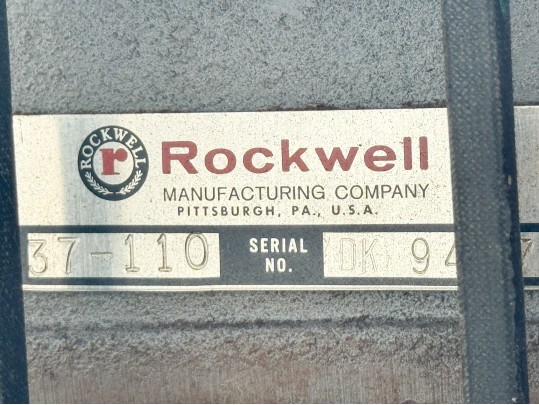 ROCKWELL
r
Rockwell
MANUFACTURING COMPANY
PITTSBURGH, PA., U.S.A.
37-110 SERIAL NO. DK 94